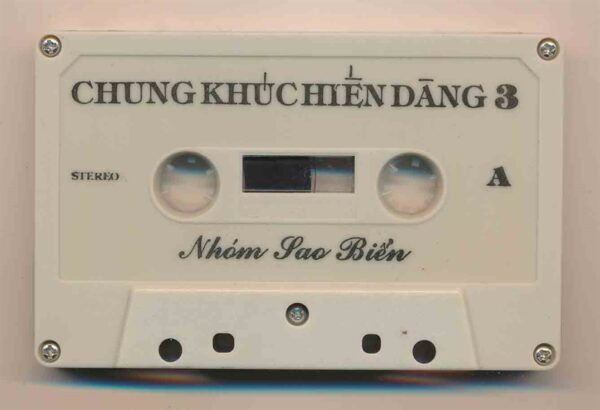 CHUNG KHÚC HIẾN DÂNG 3
STEREO
A
Nhóm Sao Biển